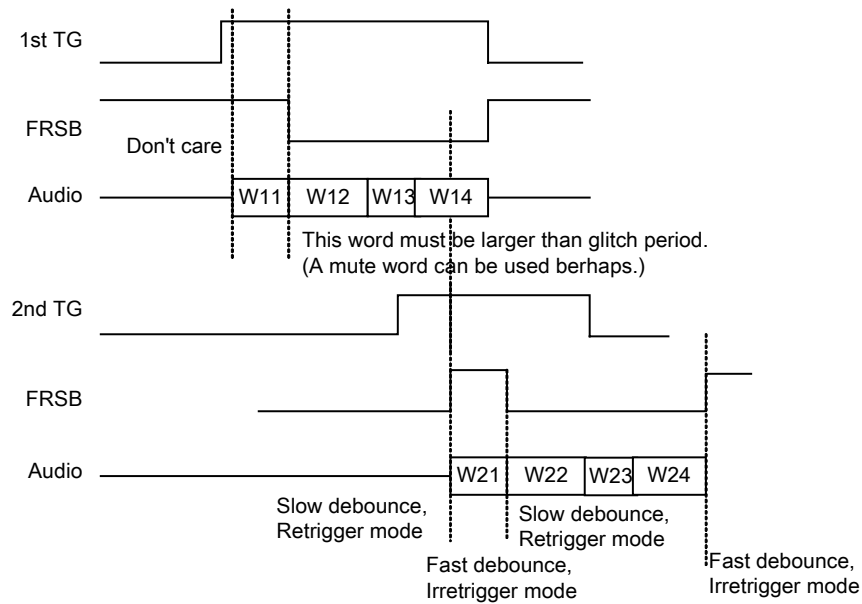 1st TG
FRSB
Don't care
Audio
W11 W12 W13 W14
This word must be larger than glitch period.
(A mute word can be used berhaps.)
2nd TG
FRSB
Audio
W21 W22 W23 W24
Slow debounce,
Retrigger mode
Slow debounce,
Retrigger mode
Fast debounce,
Irretrigger mode
Fast debounce,
Irretrigger mode